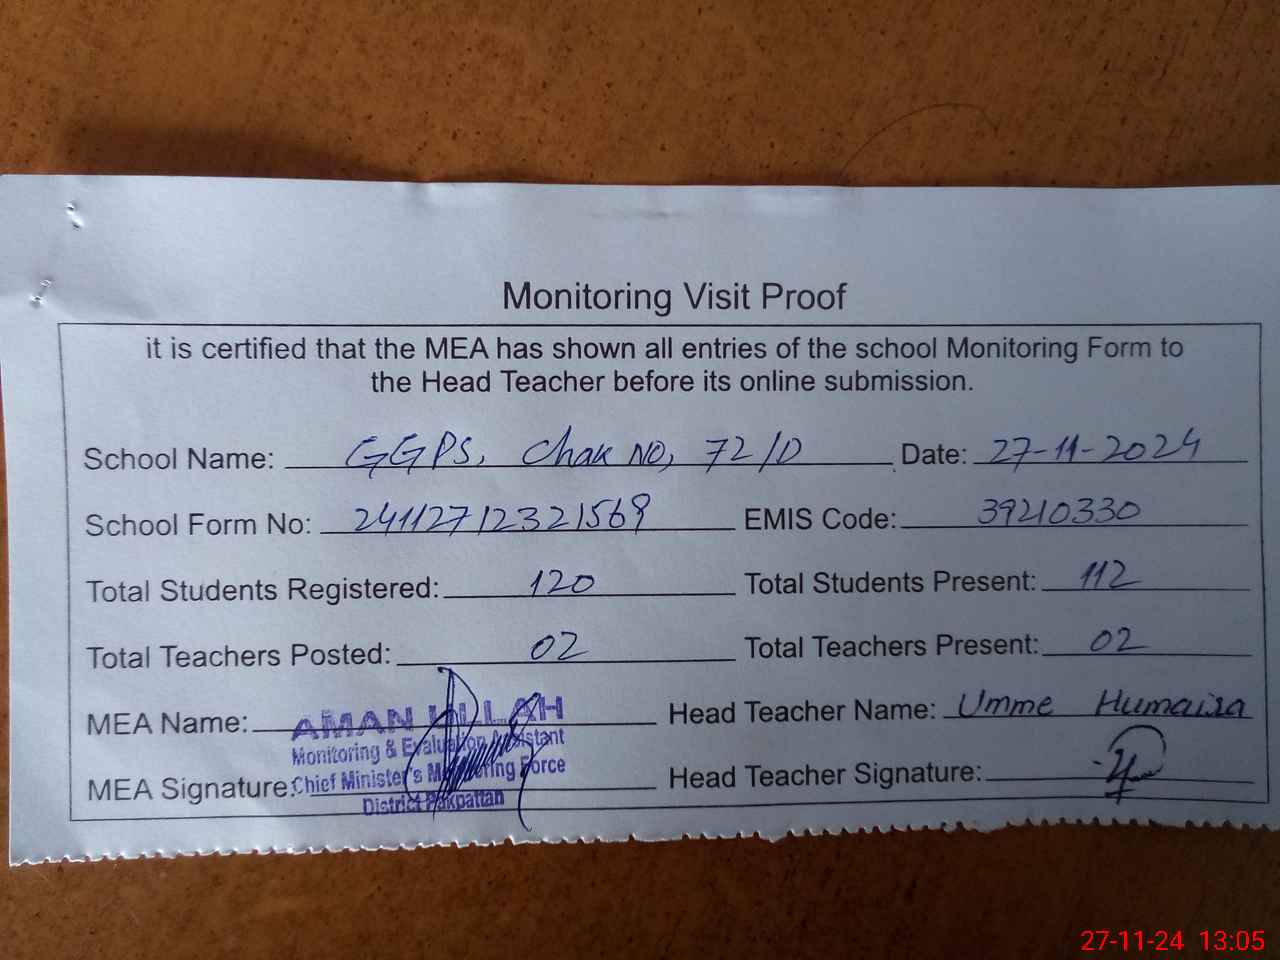 Monitoring Visit Proof
it is certified that the MEA has shown all entries of the school Monitoring Form to
the Head Teacher before its online submission.
School Name: GGPS, Chak NO, 72/D Date: 27-11-2024
School Form No: 24112712321569 EMIS Code: 39210330
Total Students Registered: 120 Total Students Present: 112
Total Teachers Posted: 02 Total Teachers Present: 02
MEA Name: AMAN ULLAH Head Teacher Name: Umme Humaira
Monitoring & Evaluation Assistant
MEA Signature: Chief Minister's Monitoring Force Head Teacher Signature:
District Pakpattan
27-11-24 13:05